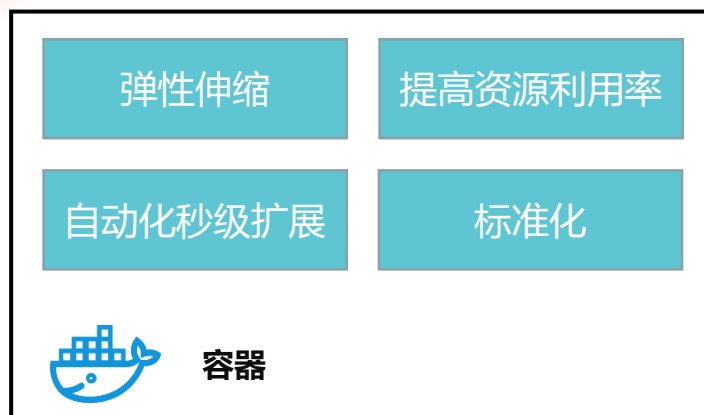 弹性伸缩
提高资源利用率
自动化秒级扩展
标准化
容器